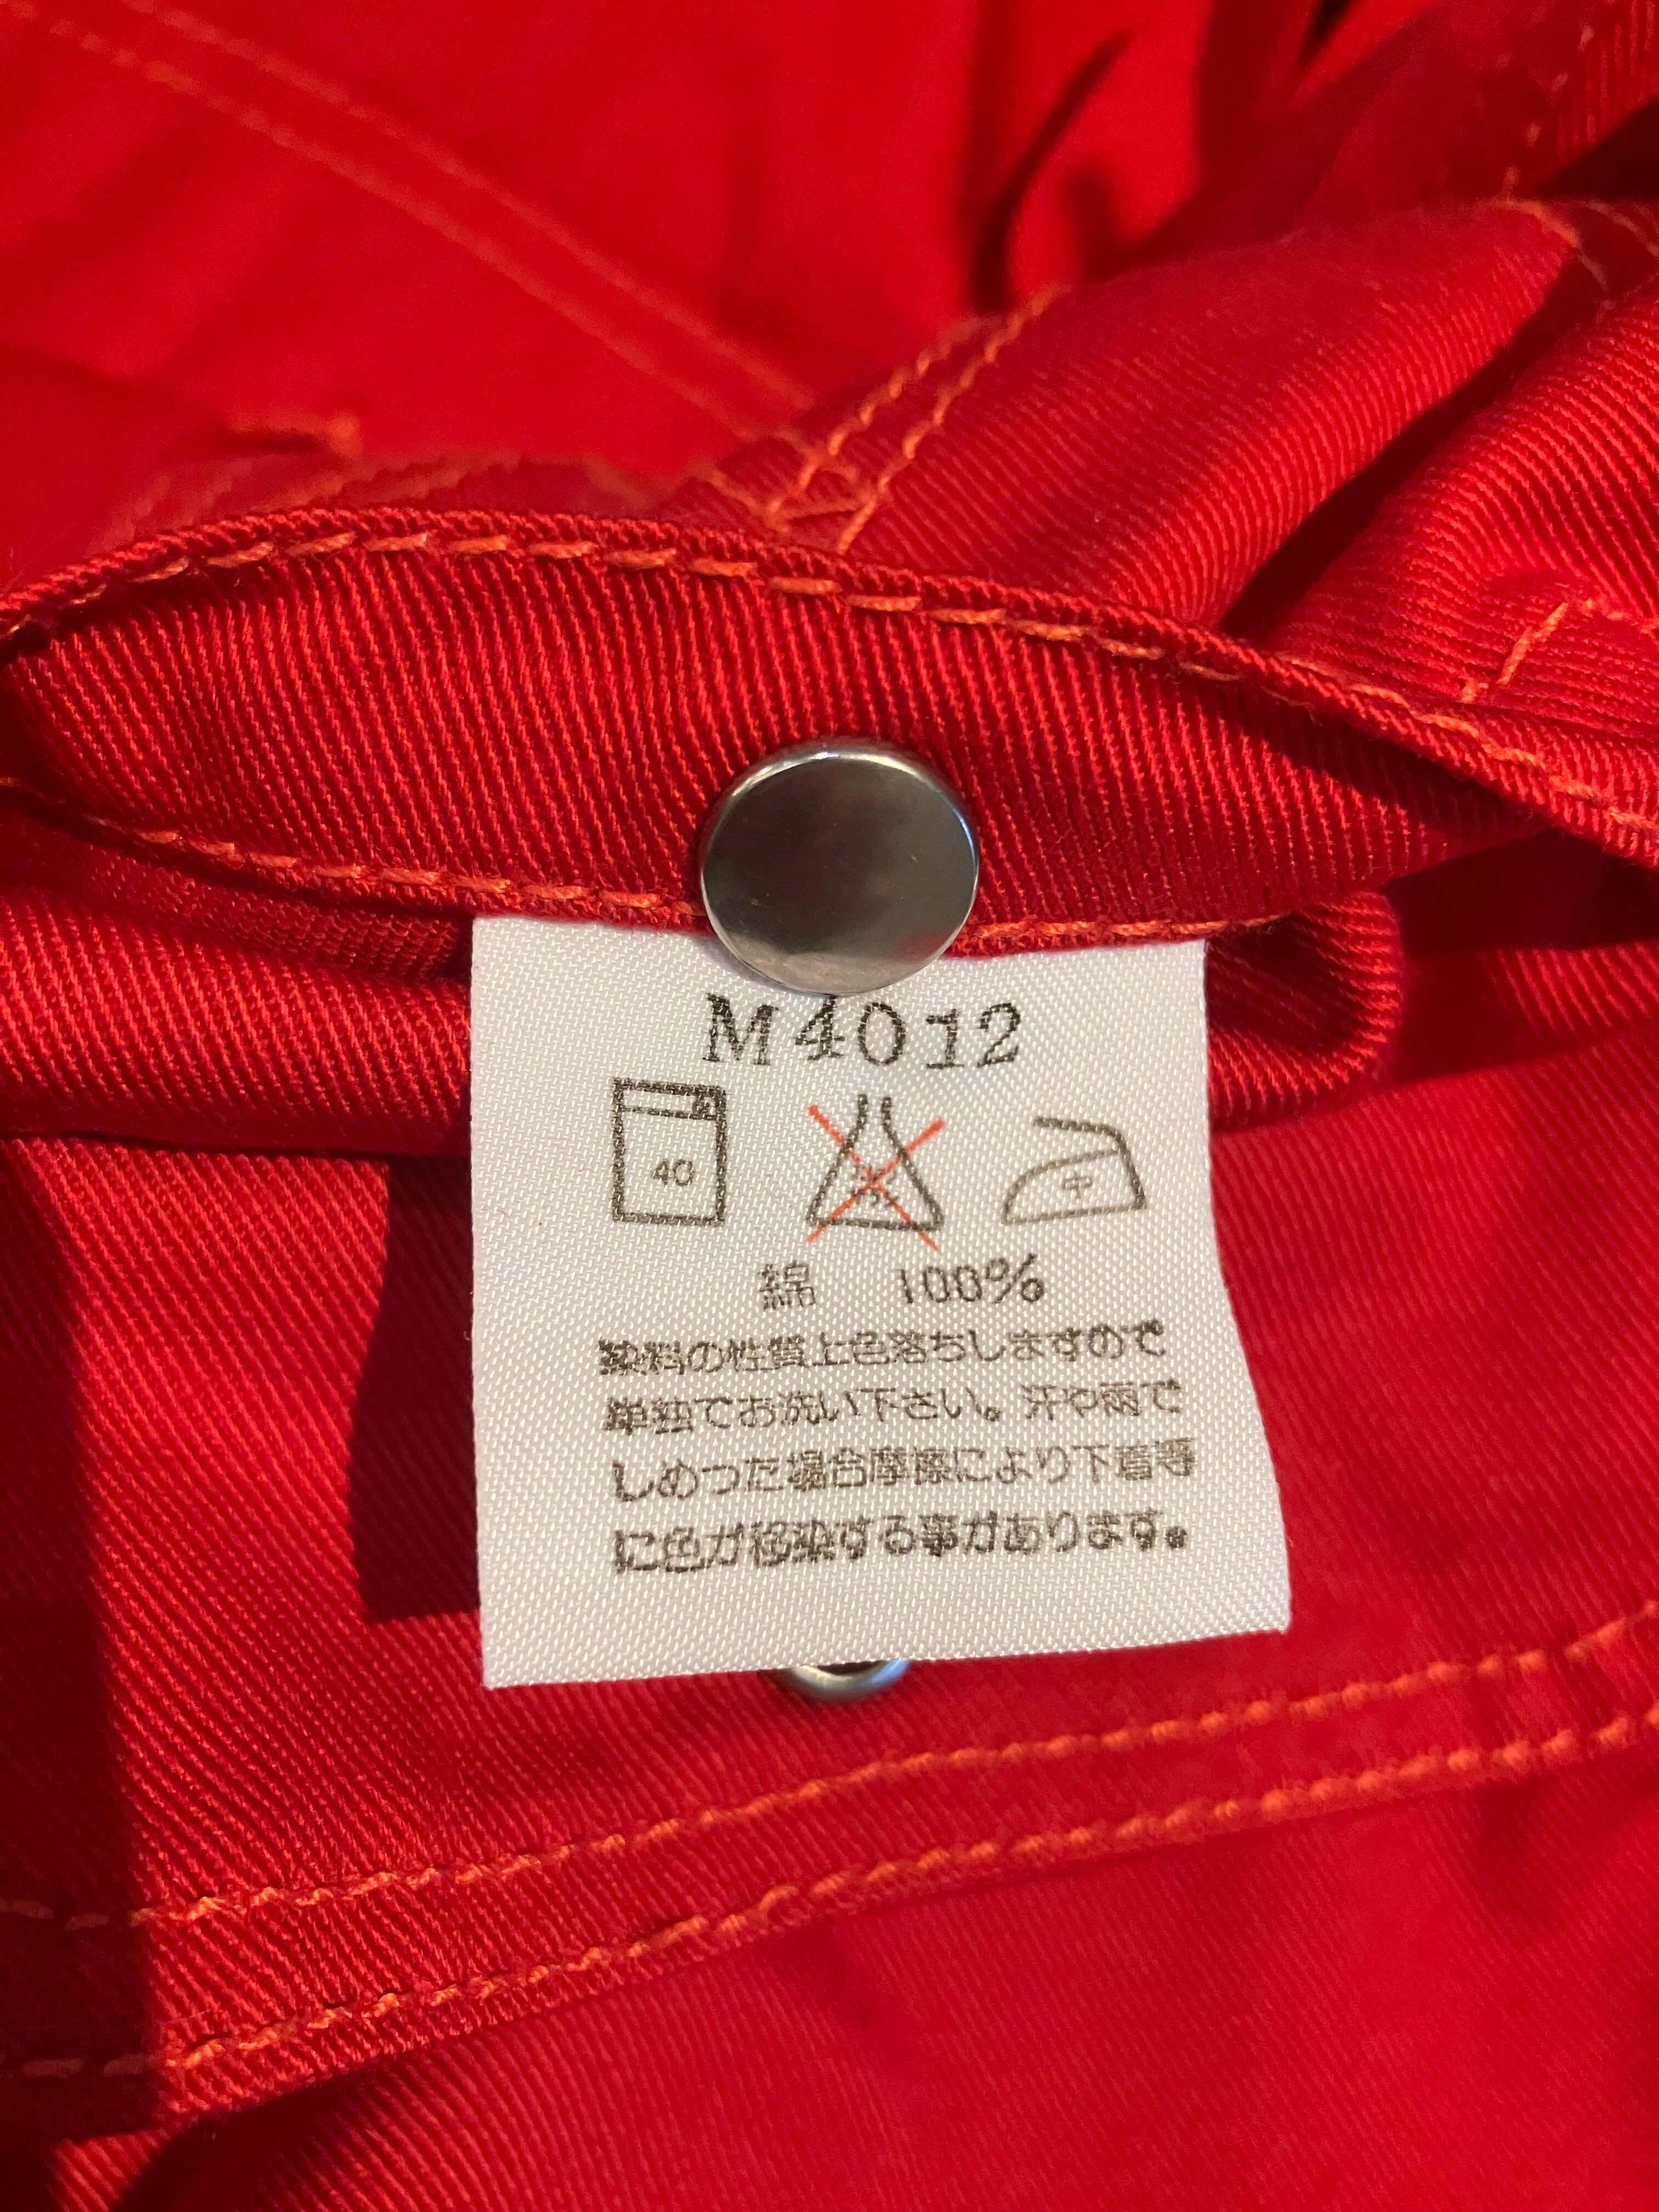 M4012
40
中
綿 100%
染料の性質上色落ちしますので
単独でお洗い下さい。汗や雨で
しめった場合摩擦により下着等
に色が移染する事があります。